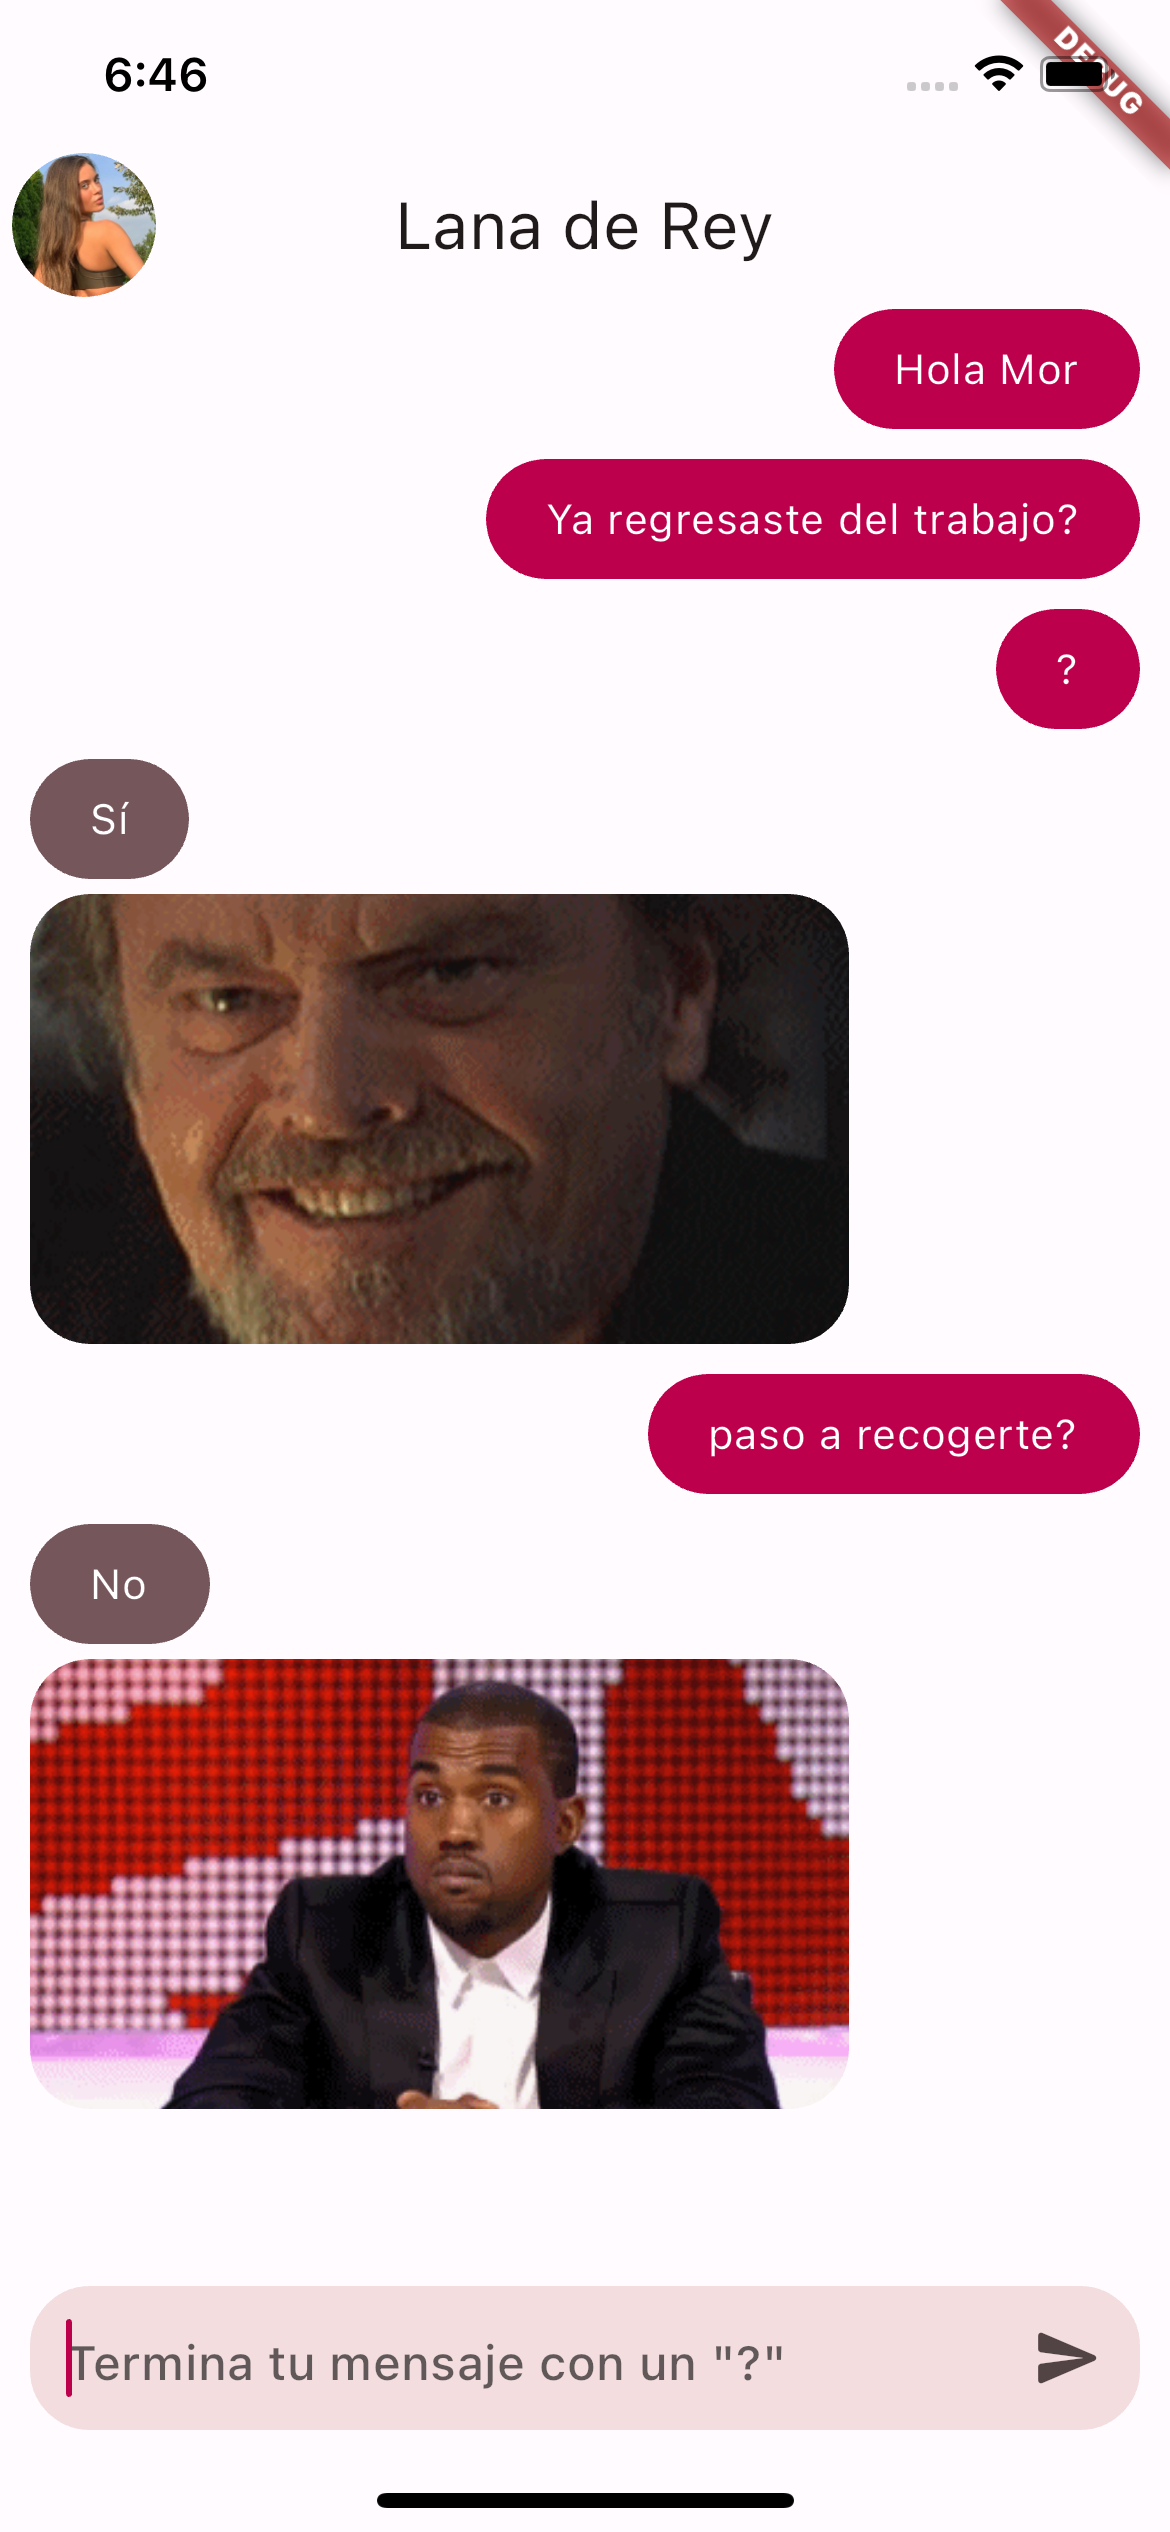 6:46
DEBUG
Lana de Rey
Hola Mor
Ya regresaste del trabajo?
?
Sí
paso a recogerte?
No
Termina tu mensaje con un "?"